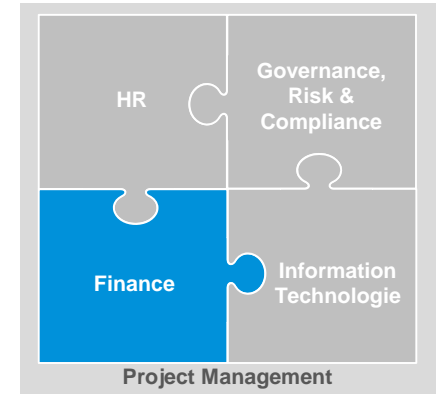 HR
Governance,
Risk &
Compliance
Finance
Information
Technologie
Project Management